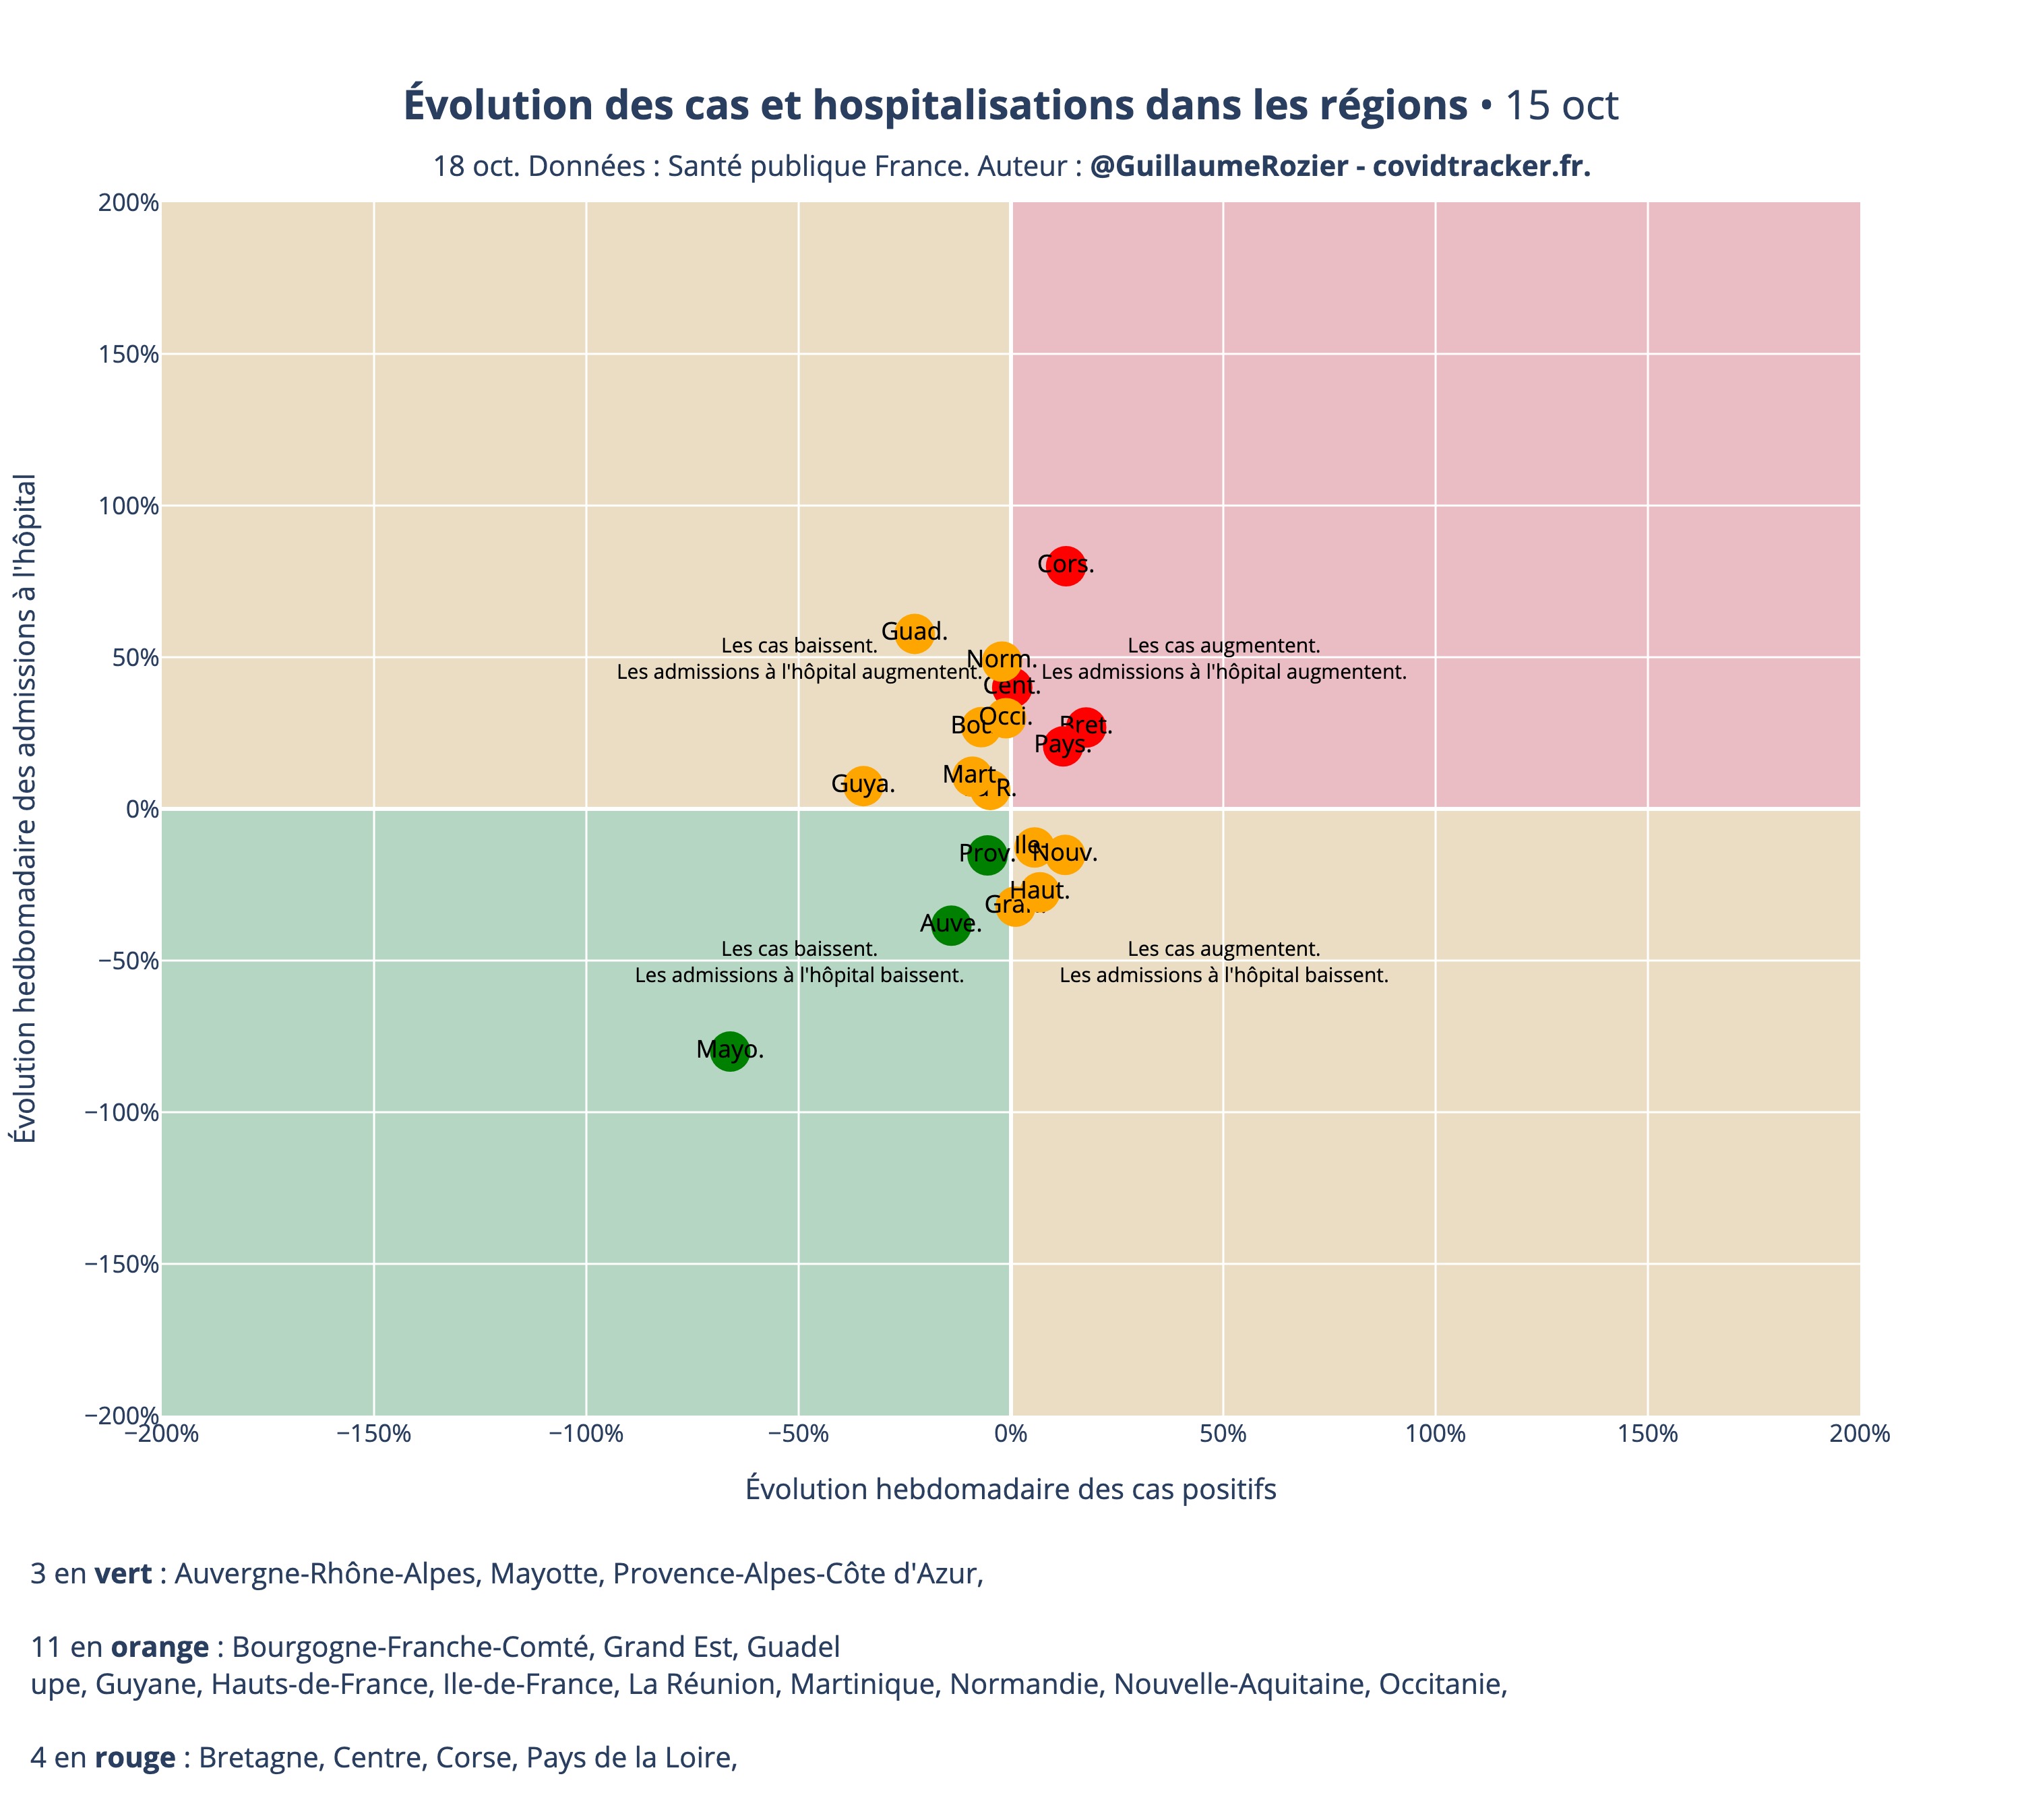 Évolution des cas et hospitalisations dans les régions • 15 oct
18 oct. Données : Santé publique France. Auteur : @GuillaumeRozier - covidtracker.fr.
Évolution hedbomadaire des admissions à l'hôpital
200%
150%
100%
50%
0%
−50%
−100%
−150%
−200%
Cors.
Guad.
Les cas baissent.
Les admissions à l'hôpital augmentent.
Les cas augmentent.
Les admissions à l'hôpital augmentent.
Norm.
Cent.
Occi.
Bret.
Pays.
Mart.
Guya.
R.
Prov.
Ile-
Nouv.
Haut.
Auve.
Les cas baissent.
Les admissions à l'hôpital baissent.
Les cas augmentent.
Les admissions à l'hôpital baissent.
Mayo.
−200%
−150%
−100%
−50%
0%
50%
100%
150%
200%
Évolution hebdomadaire des cas positifs
3 en vert : Auvergne-Rhône-Alpes, Mayotte, Provence-Alpes-Côte d'Azur,
11 en orange : Bourgogne-Franche-Comté, Grand Est, Guadel
upe, Guyane, Hauts-de-France, Ile-de-France, La Réunion, Martinique, Normandie, Nouvelle-Aquitaine, Occitanie,
4 en rouge : Bretagne, Centre, Corse, Pays de la Loire,